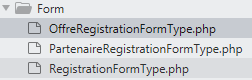 Form
OffreRegistrationFormType.php
PartenaireRegistrationFormType.php
RegistrationFormType.php